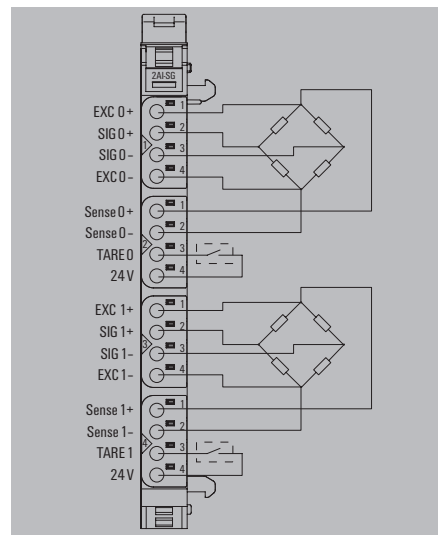 2AI-SG
EXC 0+ 1
SIG 0+ 2
SIG 0– 3
EXC 0– 4
1
Sense 0+ 1
Sense 0– 2
TARE 0 3
24 V 4
2
EXC 1+ 1
SIG 1+ 2
SIG 1– 3
EXC 1– 4
3
Sense 1+ 1
Sense 1– 2
TARE 1 3
24 V 4
4